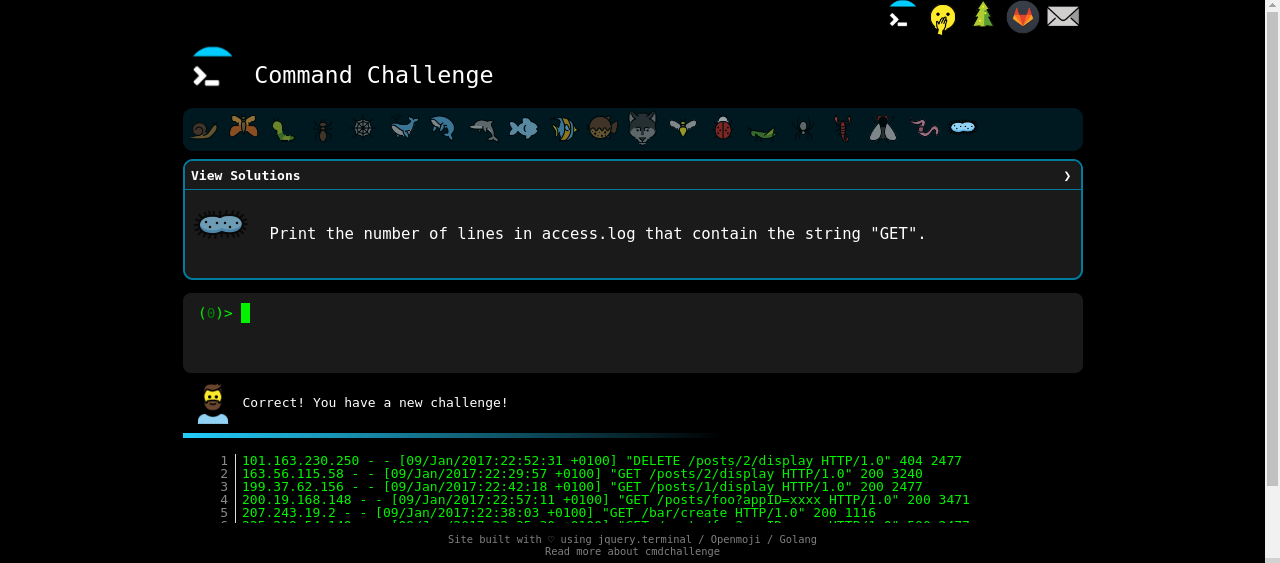 Command Challenge
View Solutions ❯
Print the number of lines in access.log that contain the string "GET".
(0)>
Correct! You have a new challenge!
1 101.163.230.250 - - [09/Jan/2017:22:52:31 +0100] "DELETE /posts/2/display HTTP/1.0" 404 2477
2 163.56.115.58 - - [09/Jan/2017:22:29:57 +0100] "GET /posts/2/display HTTP/1.0" 200 3240
3 199.37.62.156 - - [09/Jan/2017:22:42:18 +0100] "GET /posts/1/display HTTP/1.0" 200 2477
4 200.19.168.148 - - [09/Jan/2017:22:57:11 +0100] "GET /posts/foo?appID=xxxx HTTP/1.0" 200 3471
5 207.243.19.2 - - [09/Jan/2017:22:38:03 +0100] "GET /bar/create HTTP/1.0" 200 1116
Site built with ♡ using jquery.terminal / Openmoji / Golang
Read more about cmdchallenge